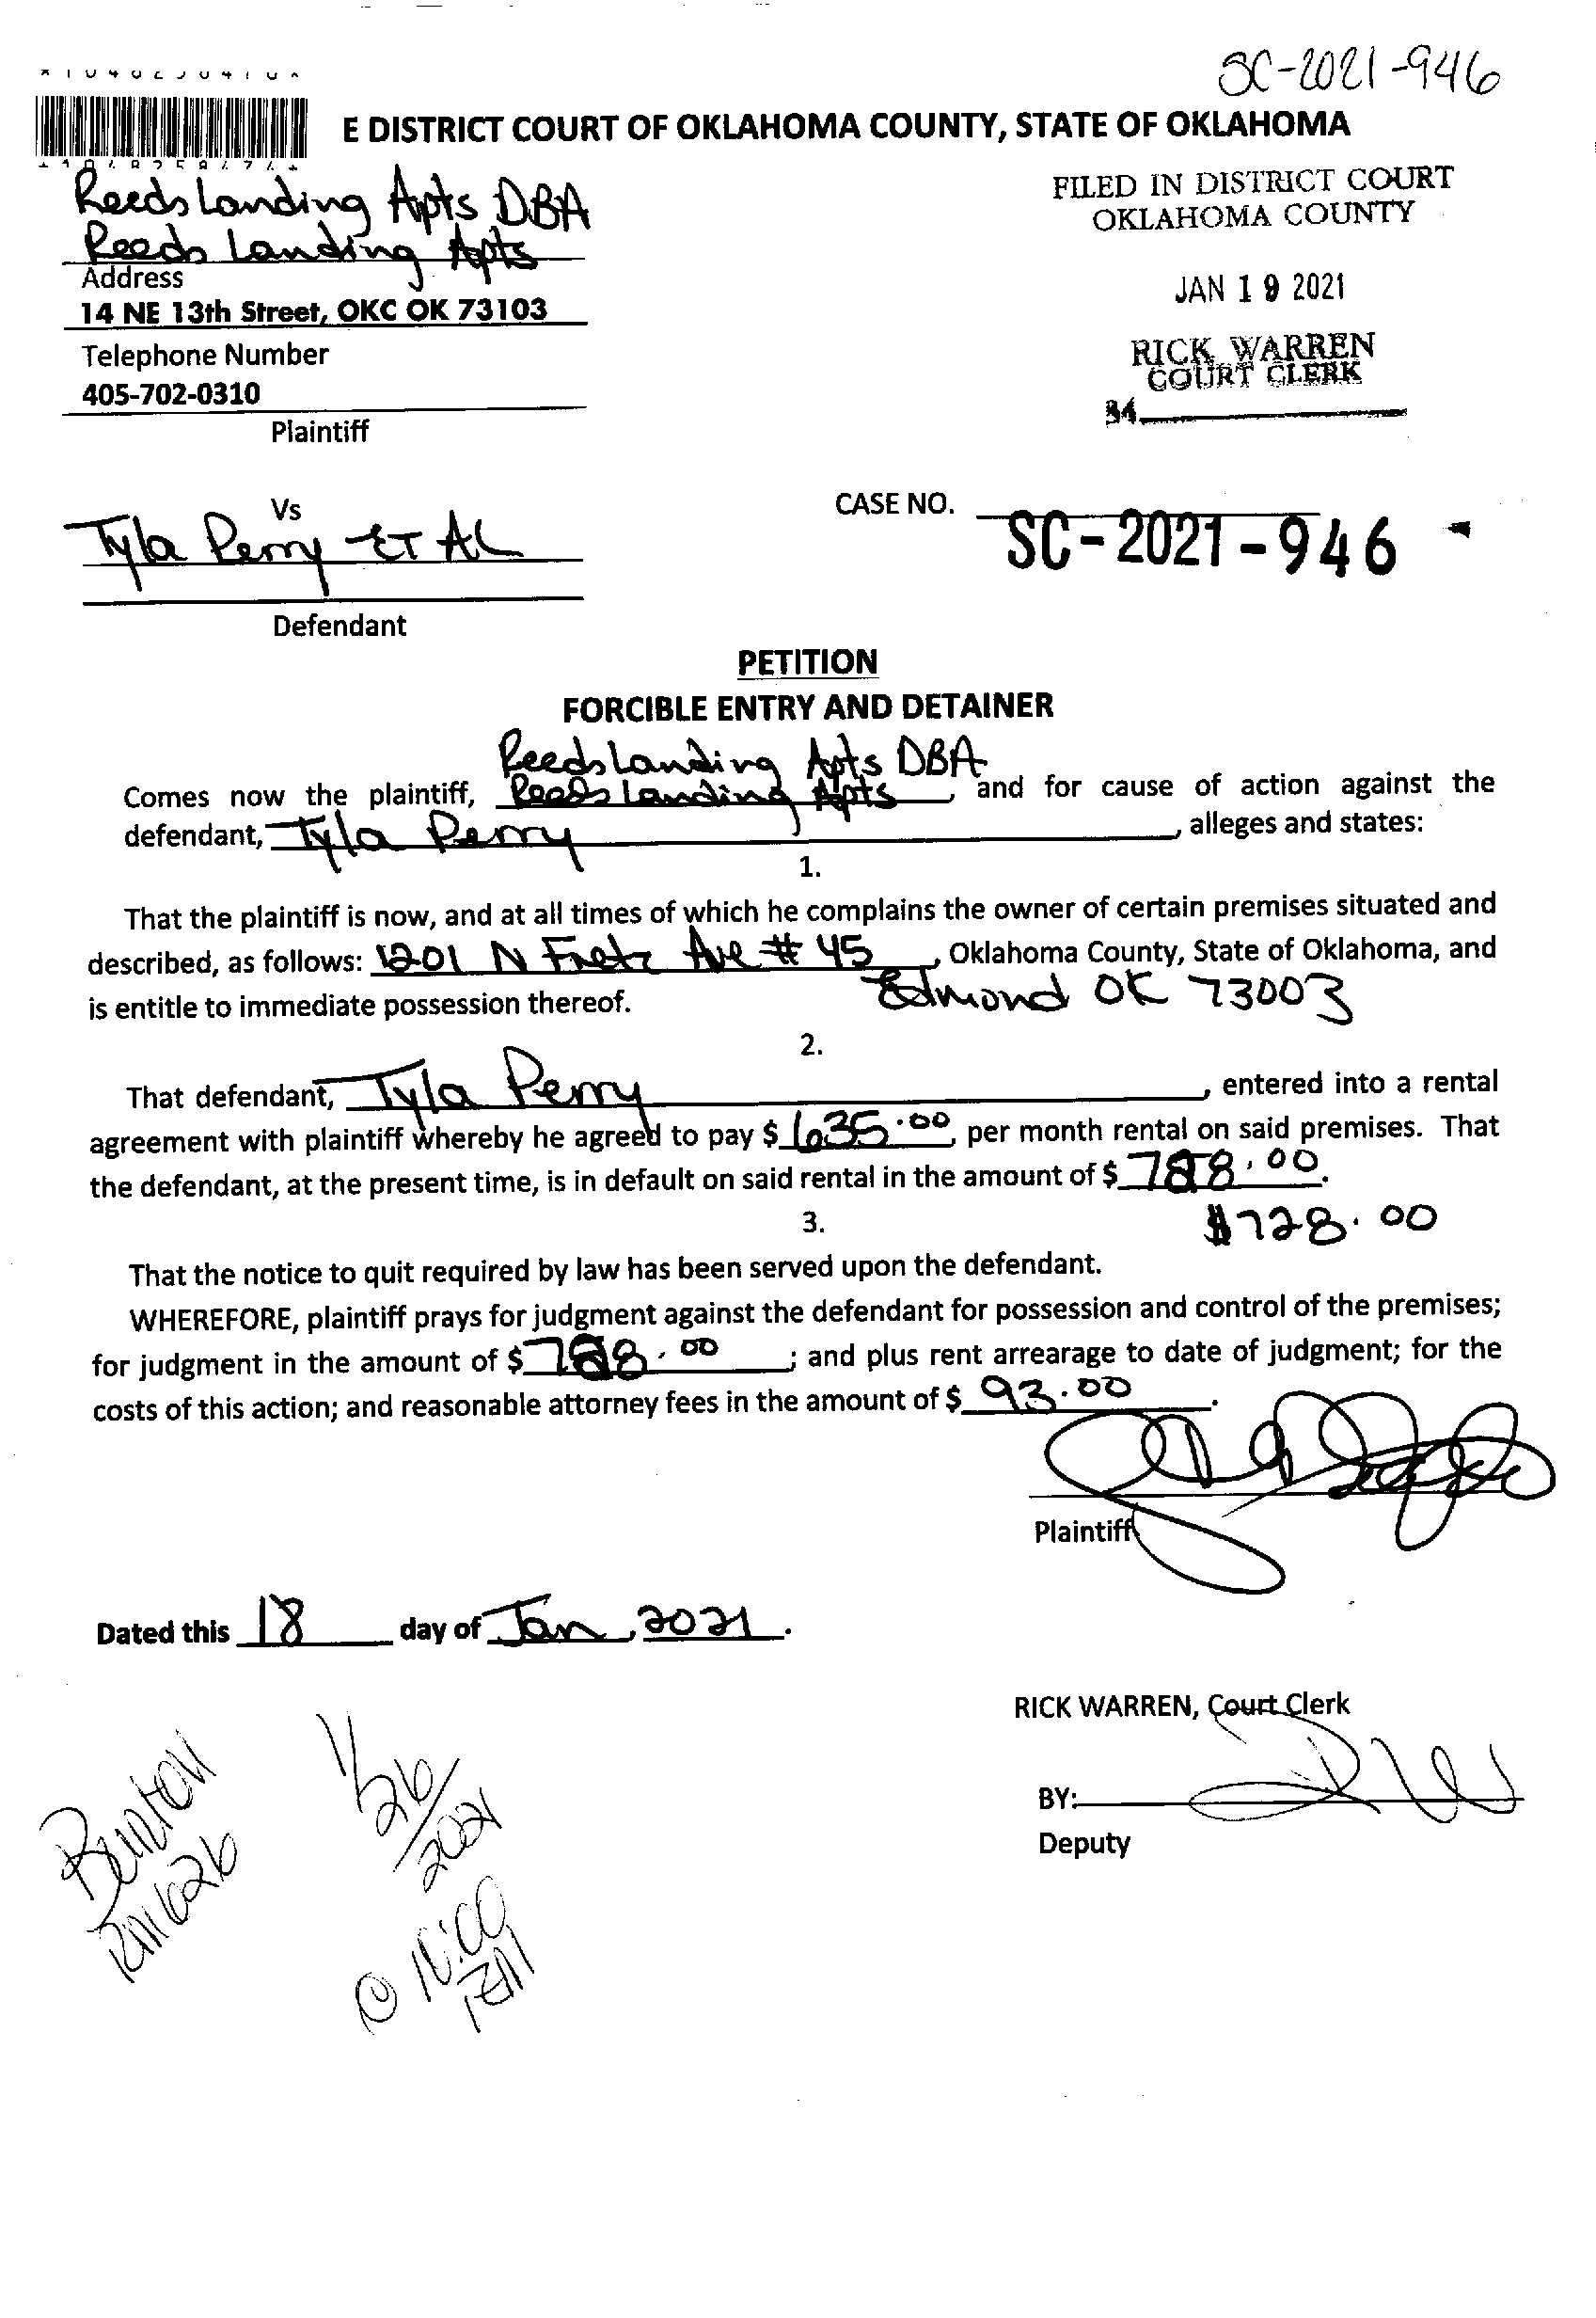 SC-2021-946
E DISTRICT COURT OF OKLAHOMA COUNTY, STATE OF OKLAHOMA
Reeds Landing Apts DBA
Reeds Landing Apts
Address
14 NE 13th Street, OKC OK 73103
Telephone Number
405-702-0310
Plaintiff
FILED IN DISTRICT COURT
OKLAHOMA COUNTY
JAN 19 2021
RICK WARREN
COURT CLERK
34
Vs
Tyla Perry ET AL
Defendant
CASE NO. SC-2021-946
PETITION
FORCIBLE ENTRY AND DETAINER
Reeds Landing Apts DBA
Comes now the plaintiff, Reeds Landing Apts, and for cause of action against the
defendant, Tyla Perry, alleges and states:
1.
That the plaintiff is now, and at all times of which he complains the owner of certain premises situated and
described, as follows: 1201 N Fretz Ave # 45, Oklahoma County, State of Oklahoma, and
is entitle to immediate possession thereof. Edmond OK 73003
2.
That defendant, Tyla Perry, entered into a rental
agreement with plaintiff whereby he agreed to pay $ 635.00, per month rental on said premises. That
the defendant, at the present time, is in default on said rental in the amount of $ 728.00.
3.
$728.00
That the notice to quit required by law has been served upon the defendant.
WHEREFORE, plaintiff prays for judgment against the defendant for possession and control of the premises;
for judgment in the amount of $ 728.00; and plus rent arrearage to date of judgment; for the
costs of this action; and reasonable attorney fees in the amount of $ 93.00.
Plaintiff
Dated this 18 day of Jan, 2021.
RICK WARREN, Court Clerk
BY:
Deputy
1/26/2021